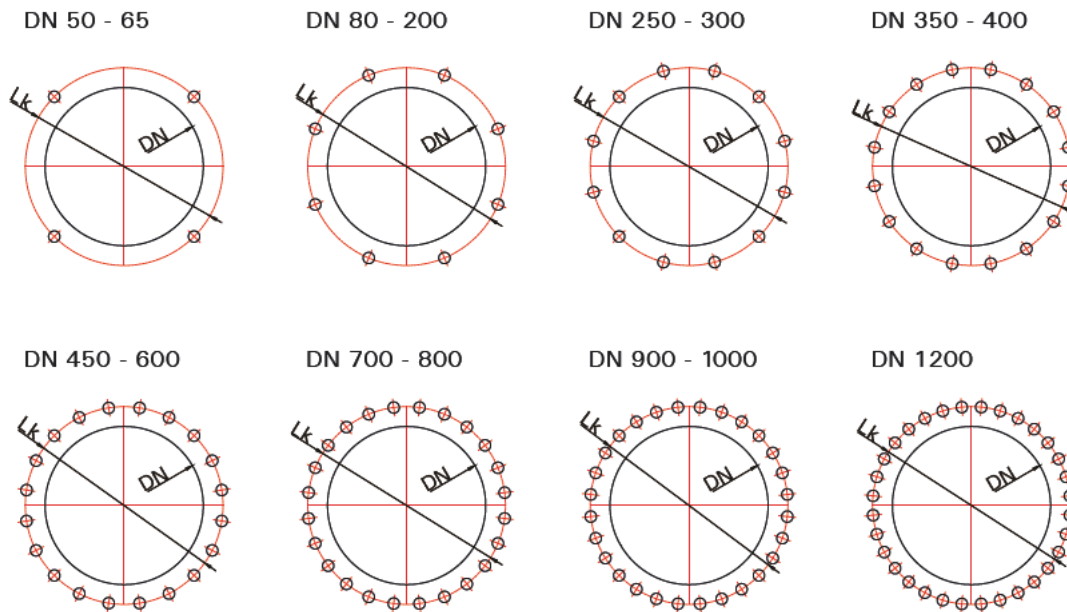 DN 50 - 65
DN 80 - 200
DN 250 - 300
DN 350 - 400
Lk
DN
Lk
DN
Lk
DN
Lk
DN
DN 450 - 600
DN 700 - 800
DN 900 - 1000
DN 1200
Lk
DN
Lk
DN
Lk
DN
Lk
DN